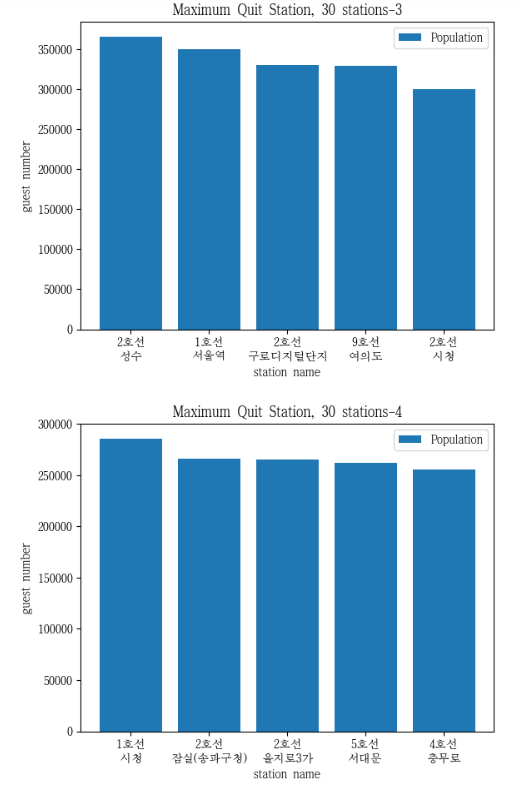 Maximum Quit Station, 30 stations-3
Population
guest number
350000
300000
250000
200000
150000
100000
50000
0
2호선 1호선 2호선 9호선 2호선
성수 서울역 구로디지털단지 여의도 시청
station name
Maximum Quit Station, 30 stations-4
Population
guest number
300000
250000
200000
150000
100000
50000
0
1호선 2호선 2호선 5호선 4호선
시청 잠실(송파구청) 을지로3가 서대문 충무로
station name